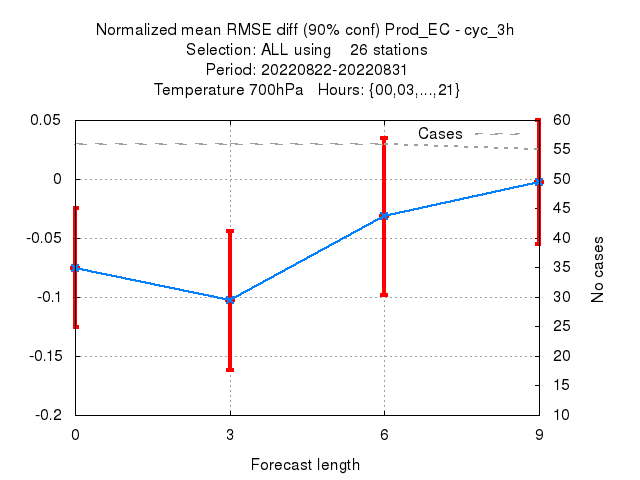 Normalized mean RMSE diff (90% conf) Prod_EC - cyc_3h
Selection: ALL using    26 stations
Period: 20220822-20220831
Temperature 700hPa   Hours: {00,03,...,21}
Cases
0.05
0
-0.05
-0.1
-0.15
-0.2
60
55
50
45
40
35
30
25
20
15
10
No cases
0 3 6 9
Forecast length